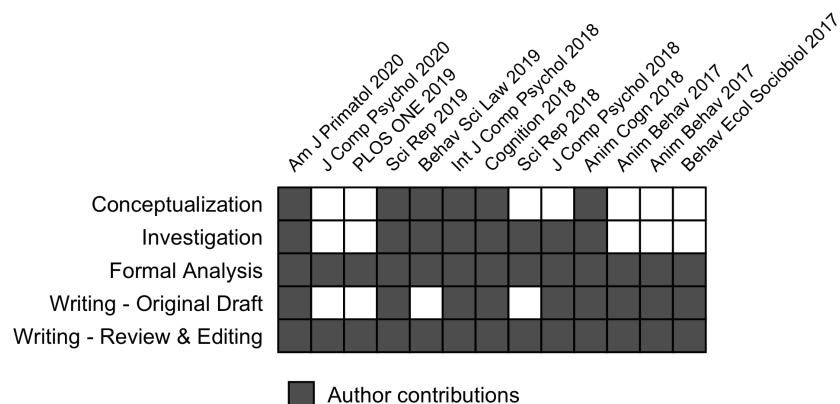 Am J Primatol 2020
J Comp Psychol 2020
PLOS ONE 2019
Sci Rep 2019
Behav Sci Law 2019
Int J Comp Psychol 2018
Cognition 2018
Sci Rep 2018
J Comp Psychol 2018
Anim Cogn 2018
Anim Behav 2017
Anim Behav 2017
Behav Ecol Sociobiol 2017
Conceptualization
Investigation
Formal Analysis
Writing - Original Draft
Writing - Review & Editing
Author contributions